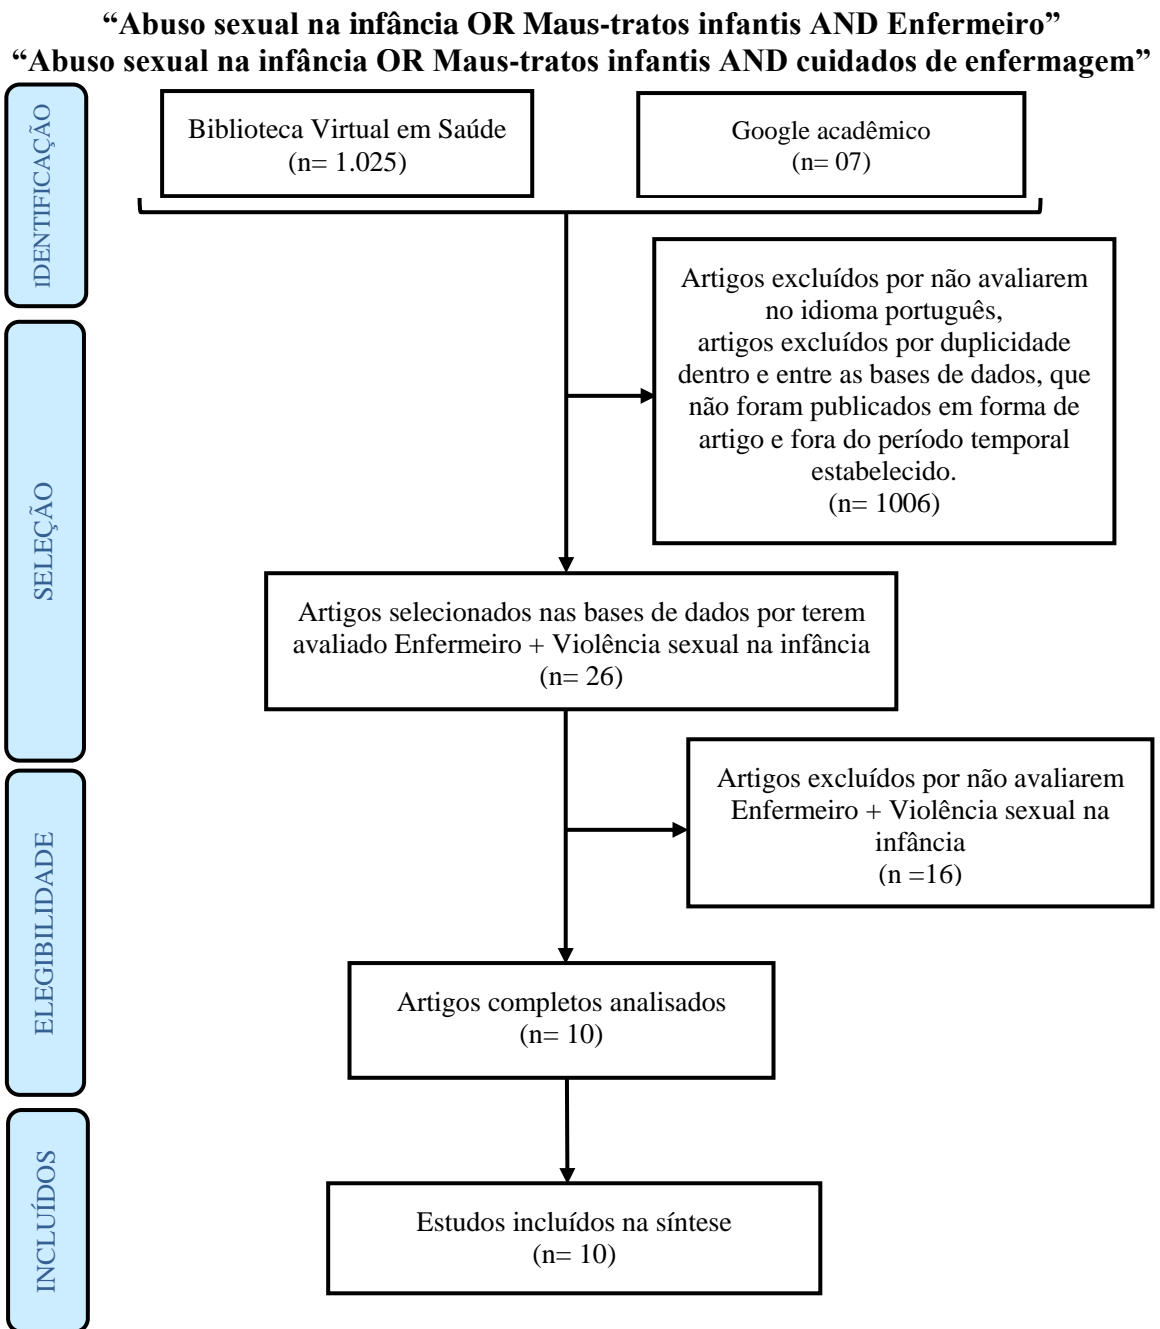 “Abuso sexual na infância OR Maus-tratos infantis AND Enfermeiro”
“Abuso sexual na infância OR Maus-tratos infantis AND cuidados de enfermagem”
IDENTIFICAÇÃO
Biblioteca Virtual em Saúde
(n= 1.025)
Google acadêmico
(n= 07)
Artigos excluídos por não avaliarem
no idioma português,
artigos excluídos por duplicidade
dentro e entre as bases de dados, que
não foram publicados em forma de
artigo e fora do período temporal
estabelecido.
(n= 1006)
SELEÇÃO
Artigos selecionados nas bases de dados por terem
avaliado Enfermeiro + Violência sexual na infância
(n= 26)
Artigos excluídos por não avaliarem
Enfermeiro + Violência sexual na
infância
(n =16)
ELEGIBILIDADE
Artigos completos analisados
(n= 10)
INCLUÍDOS
Estudos incluídos na síntese
(n= 10)